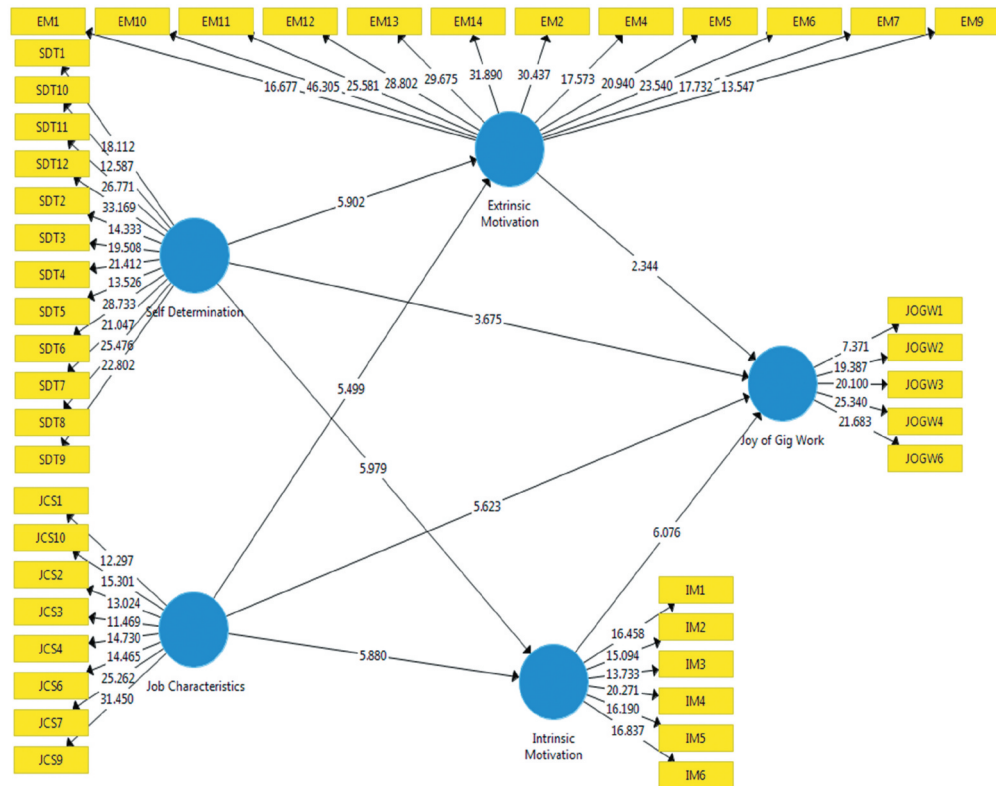 EM1 EM10 EM11 EM12 EM13 EM14 EM2 EM4 EM5 EM6 EM7 EM9
16.677 46.305 25.581 28.802 29.675 31.890 30.437 17.573 20.940 23.540 17.732 13.547
SDT1
SDT10
SDT11
SDT12
SDT2
SDT3
SDT4
SDT5
SDT6
SDT7
SDT8
SDT9
18.112
12.587
26.771
33.169
14.333
19.508
21.412
13.526
28.733
21.047
25.476
22.802
Self Determination
5.902
Extrinsic
Motivation
2.344
3.675
5.499
5.979
5.623
6.076
5.880
Joy of Gig Work
7.371
19.387
20.100
25.340
21.683
JOGW1
JOGW2
JOGW3
JOGW4
JOGW6
JCS1
JCS10
JCS2
JCS3
JCS4
JCS6
JCS7
JCS9
12.297
15.301
13.024
11.469
14.730
14.465
25.262
31.450
Job Characteristics
Intrinsic
Motivation
16.458
15.094
13.733
20.271
16.190
16.837
IM1
IM2
IM3
IM4
IM5
IM6